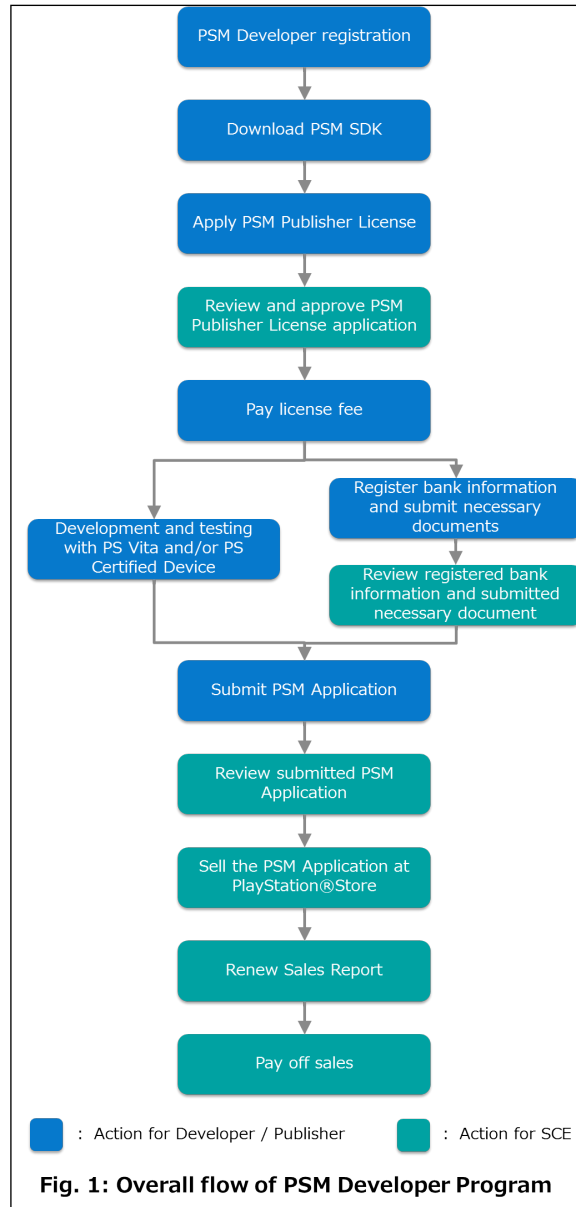 PSM Developer registration
Download PSM SDK
Apply PSM Publisher License
Review and approve PSM
Publisher License application
Pay license fee
Development and testing
with PS Vita and/or PS
Certified Device
Register bank information
and submit necessary
documents
Review registered bank
information and submitted
necessary document
Submit PSM Application
Review submitted PSM
Application
Sell the PSM Application at
PlayStation®Store
Renew Sales Report
Pay off sales
: Action for Developer / Publisher
: Action for SCE
Fig. 1: Overall flow of PSM Developer Program